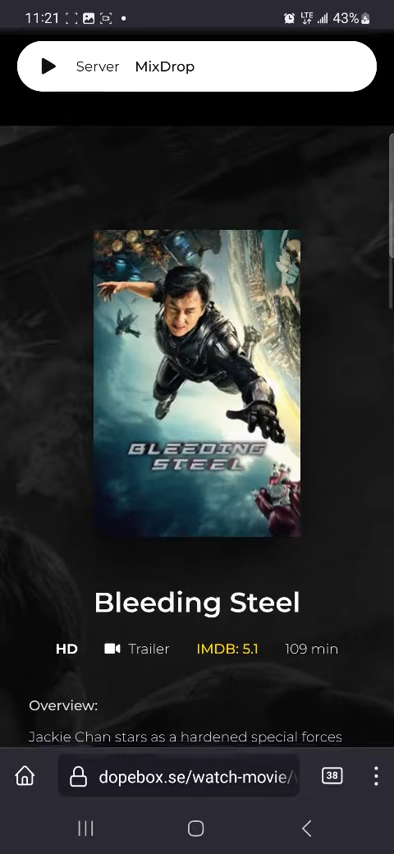 11:21 LTE 43%
Server MixDrop
BLEEDING
STEEL
Bleeding Steel
HD Trailer IMDB: 5.1 109 min
Overview:
Jackie Chan stars as a hardened special forces
dopebox.se/watch-movie/ 38